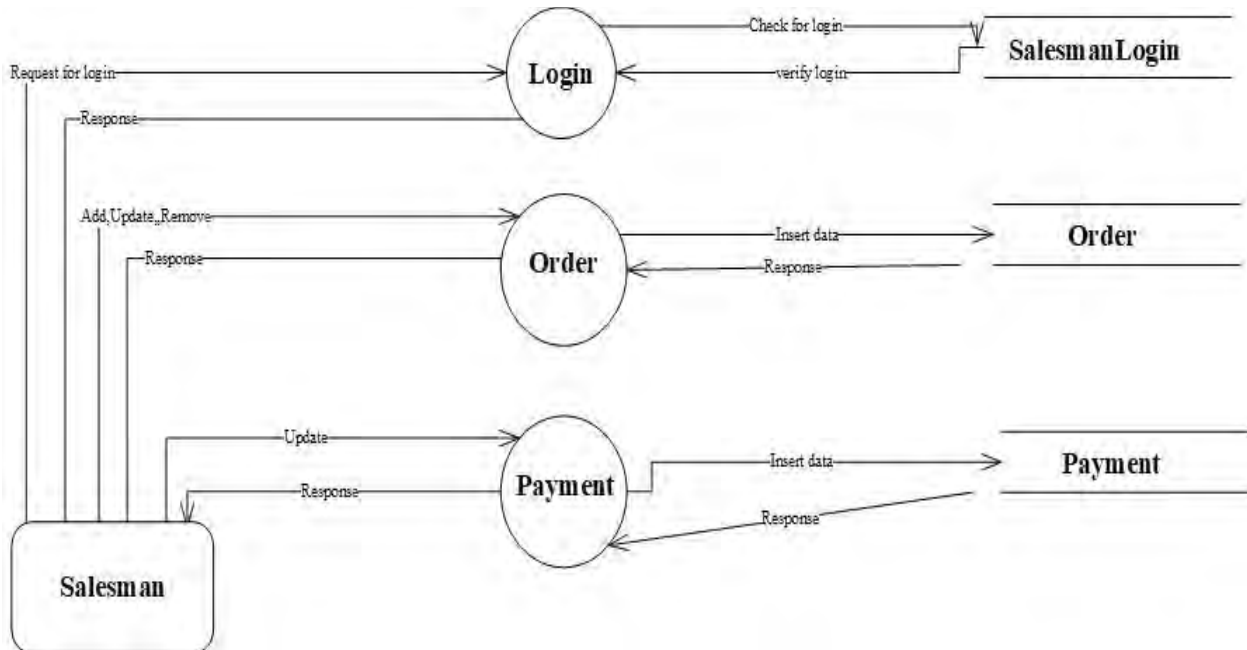 Check for login
SalesmanLogin
Request for login
Login
verify login
Response
Add,Update,,Remove
Insert data
Order
Response
Order
Response
Update
Insert data
Payment
Response
Payment
Response
Salesman